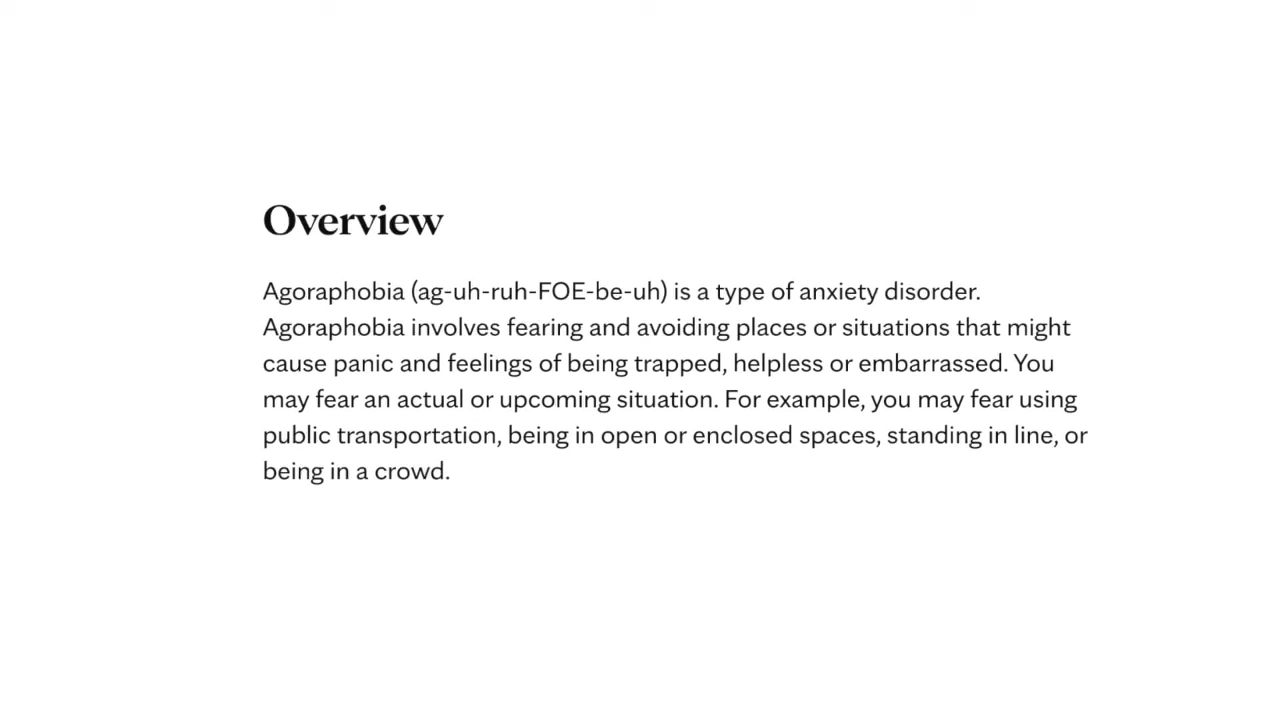 Overview
Agoraphobia (ag-uh-ruh-FOE-be-uh) is a type of anxiety disorder.
Agoraphobia involves fearing and avoiding places or situations that might
cause panic and feelings of being trapped, helpless or embarrassed. You
may fear an actual or upcoming situation. For example, you may fear using
public transportation, being in open or enclosed spaces, standing in line, or
being in a crowd.